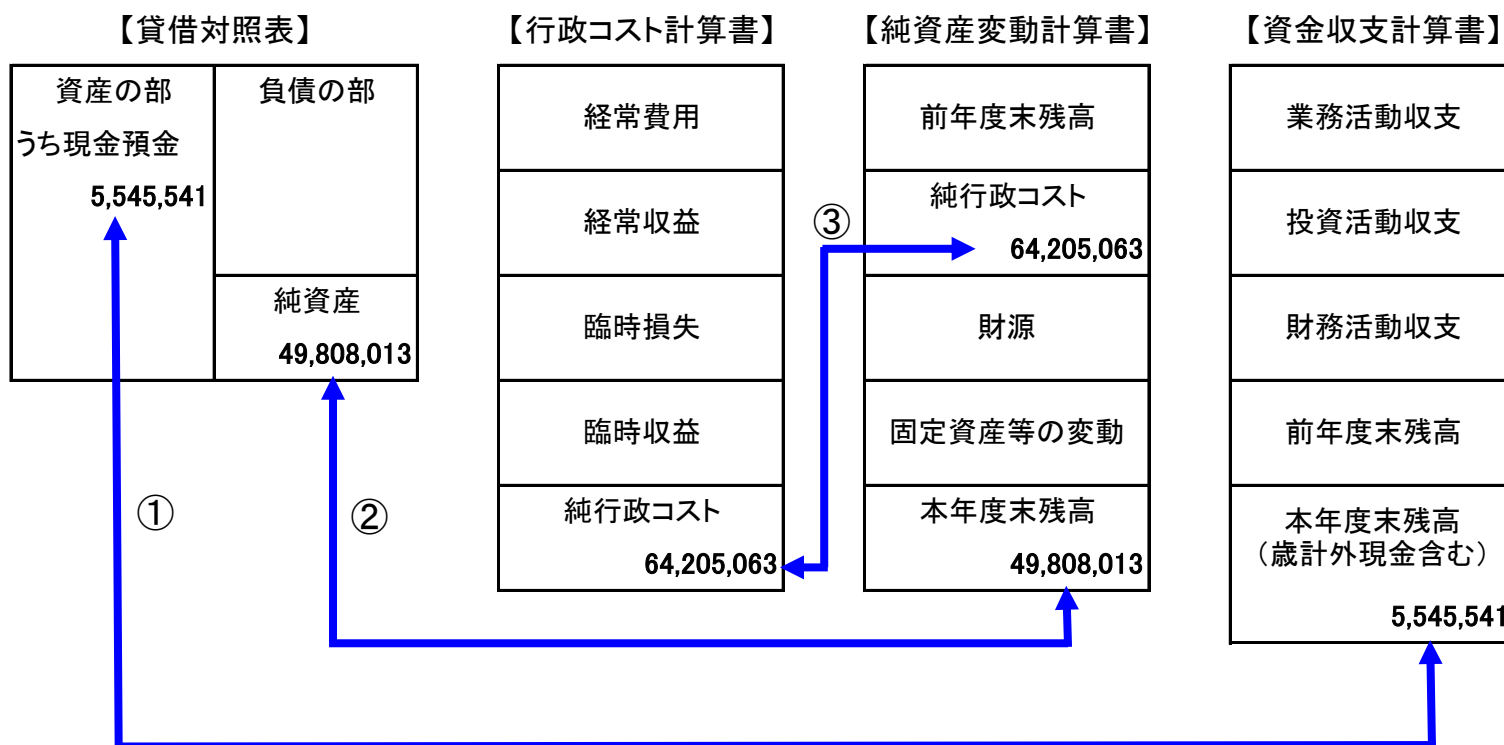 【貸借対照表】
資産の部
うち現金預金
5,545,541
負債の部
純資産
49,808,013
【行政コスト計算書】
経常費用
経常収益
臨時損失
臨時収益
純行政コスト
64,205,063
【純資産変動計算書】
前年度末残高
純行政コスト
64,205,063
財源
固定資産等の変動
本年度末残高
49,808,013
【資金収支計算書】
業務活動収支
投資活動収支
財務活動収支
前年度末残高
本年度末残高
（歳計外現金含む）
5,545,541
①
②
③